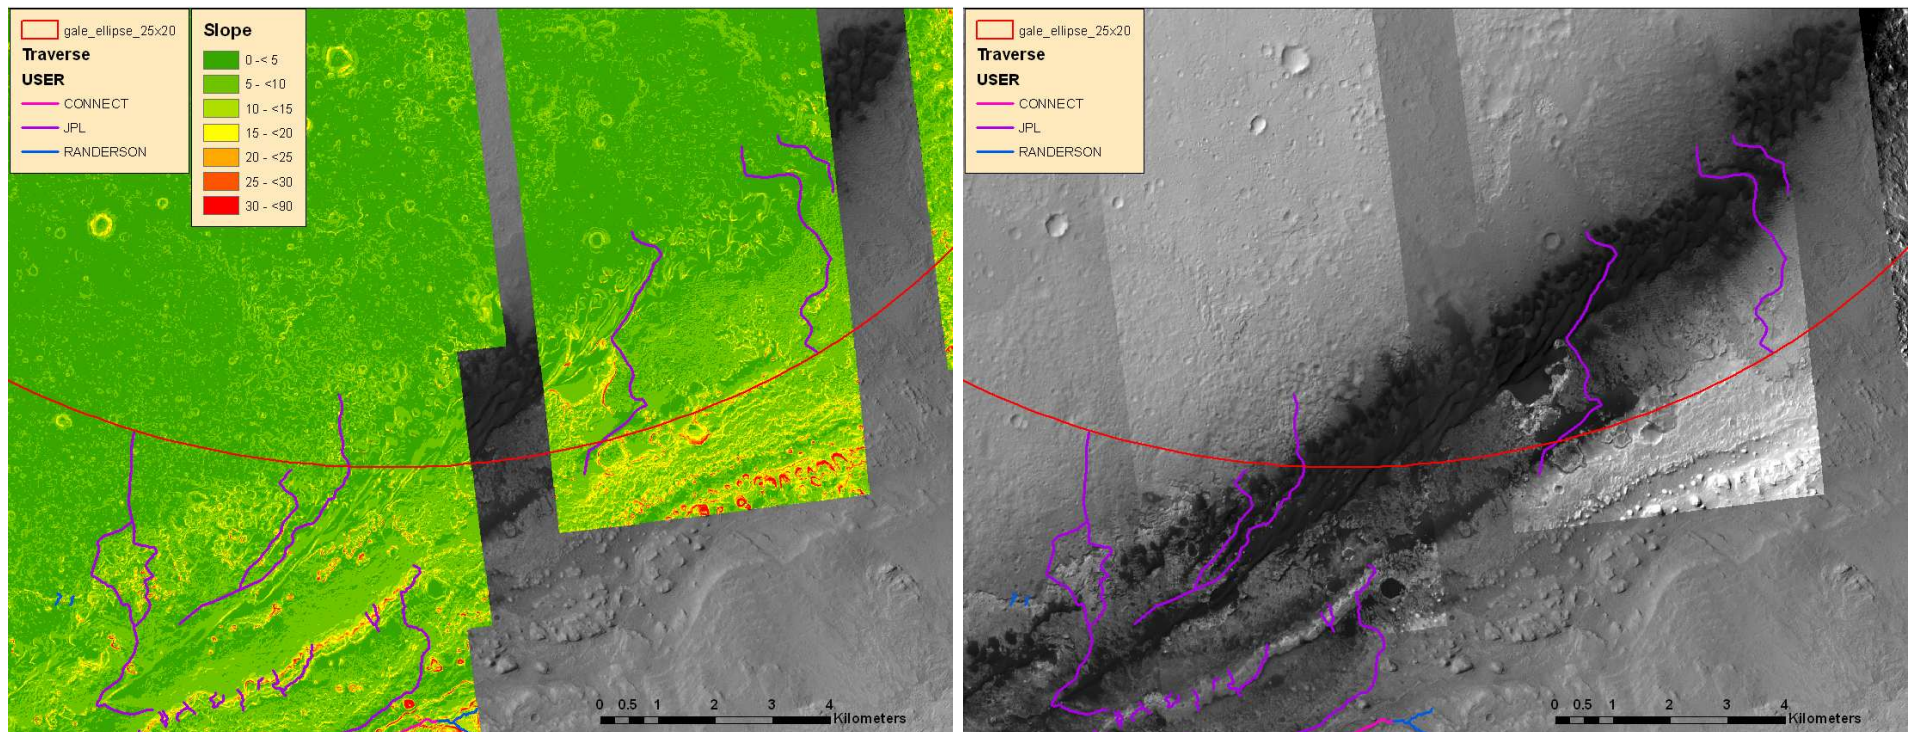 gale_ellipse_25x20
Traverse
USER
CONNECT
JPL
RANDERSON
Slope
0 -< 5
5 - <10
10 - <15
15 - <20
20 - <25
25 - <30
30 - <90
0 0.5 1 2 3 4
Kilometers
gale_ellipse_25x20
Traverse
USER
CONNECT
JPL
RANDERSON
0 0.5 1 2 3 4
Kilometers